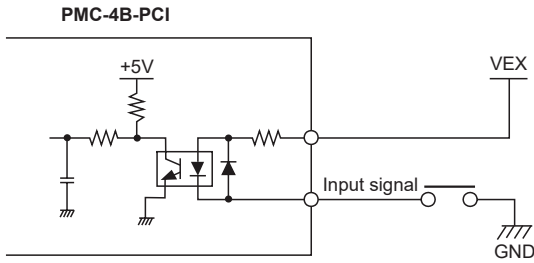 PMC-4B-PCI
+5V
VEX
Input signal
GND